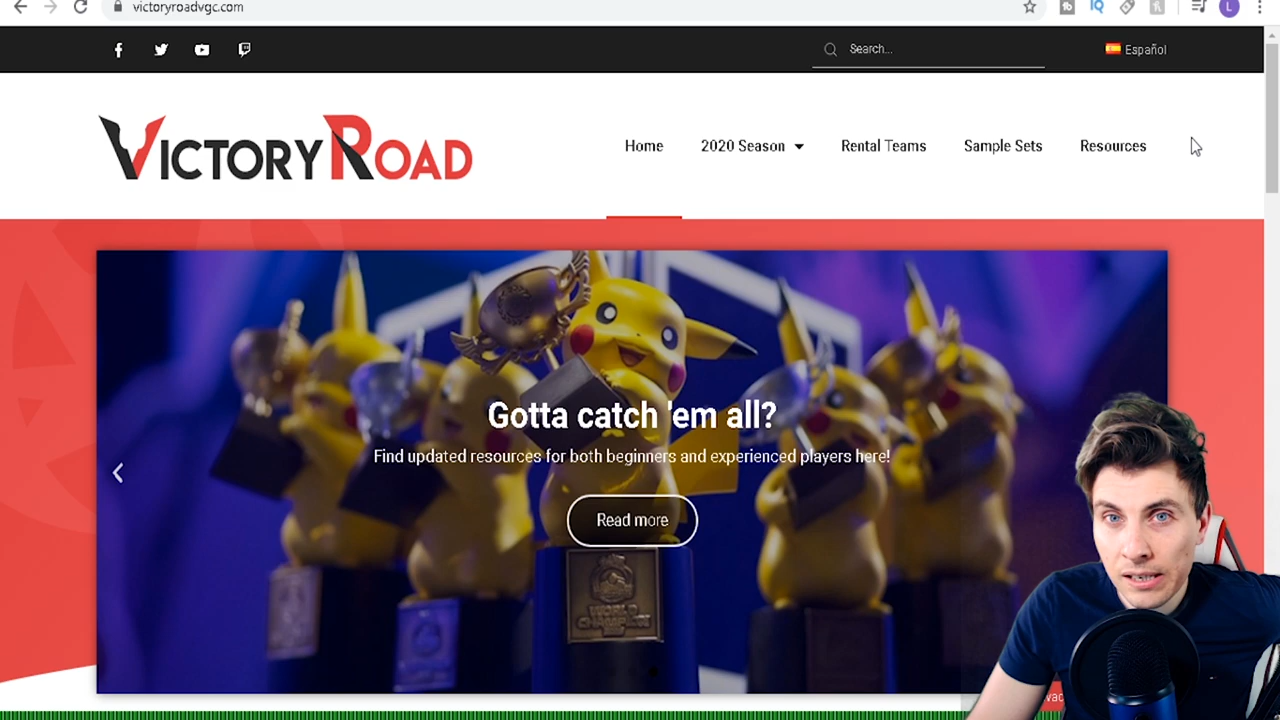 victoryroadvgc.com
L
Search...
Español
VICTORY ROAD
Home
2020 Season
Rental Teams
Sample Sets
Resources
Gotta catch 'em all?
Find updated resources for both beginners and experienced players here!
Read more
WORLD